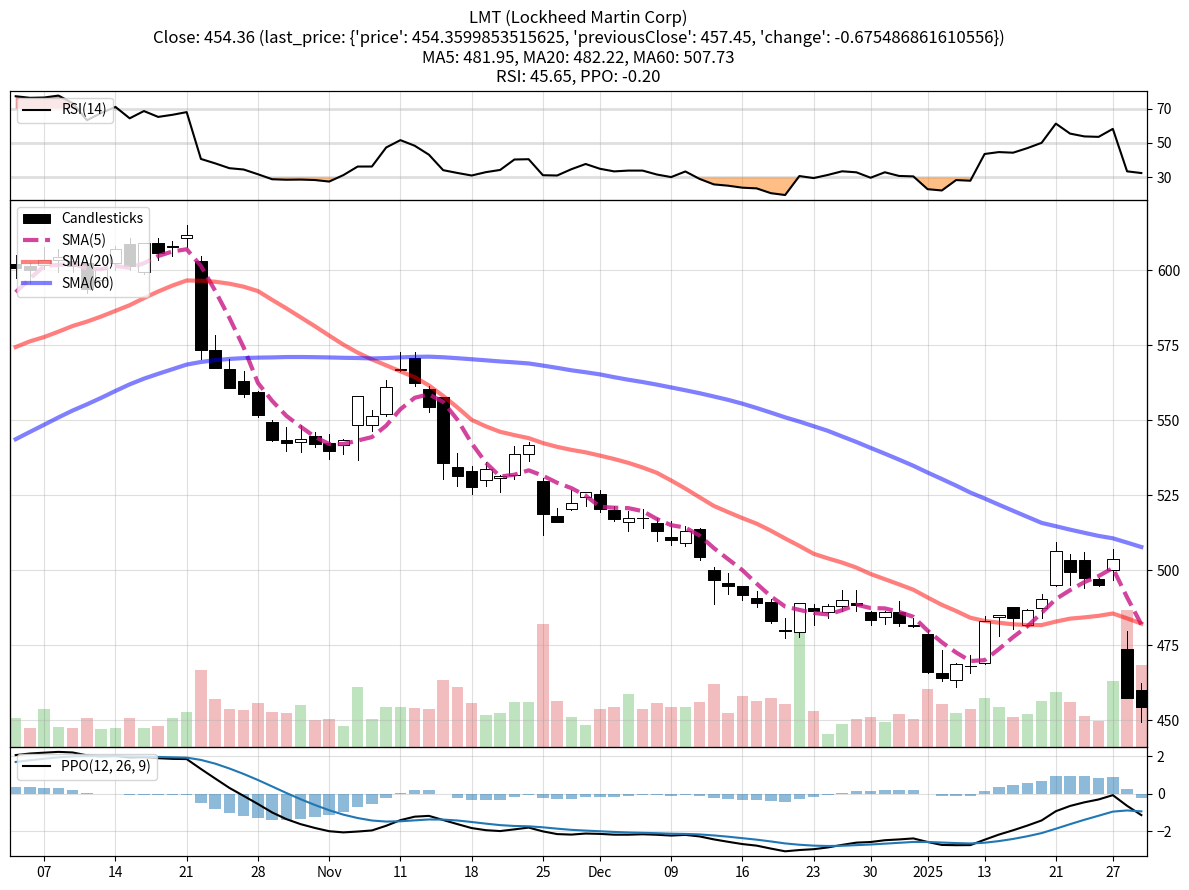 LMT (Lockheed Martin Corp)
Close: 454.36 (last_price: {'price': 454.3599853515625, 'previousClose': 457.45, 'change': -0.675486861610556})
MA5: 481.95, MA20: 482.22, MA60: 507.73
RSI: 45.65, PPO: -0.20
RSI(14)
70
50
30
Candlesticks
SMA(5)
SMA(20)
SMA(60)
600
575
550
525
500
475
450
PPO(12, 26, 9)
2
0
−2
07 14 21 28 Nov 11 18 25 Dec 09 16 23 30 2025 13 21 27